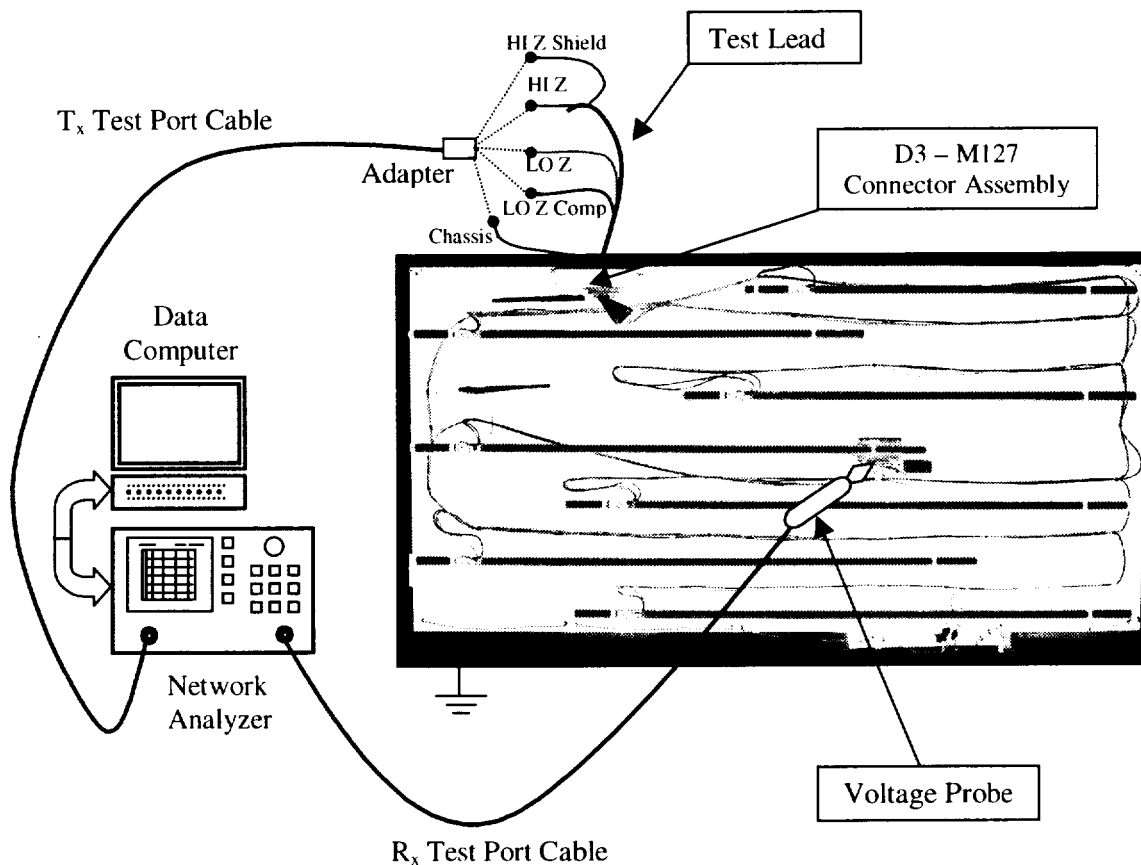 HI Z Shield
Test Lead
HI Z
Tx Test Port Cable
Adapter
LO Z
D3 – M127
Connector Assembly
LO Z Comp
Chassis
Data
Computer
Network
Analyzer
Voltage Probe
Rx Test Port Cable